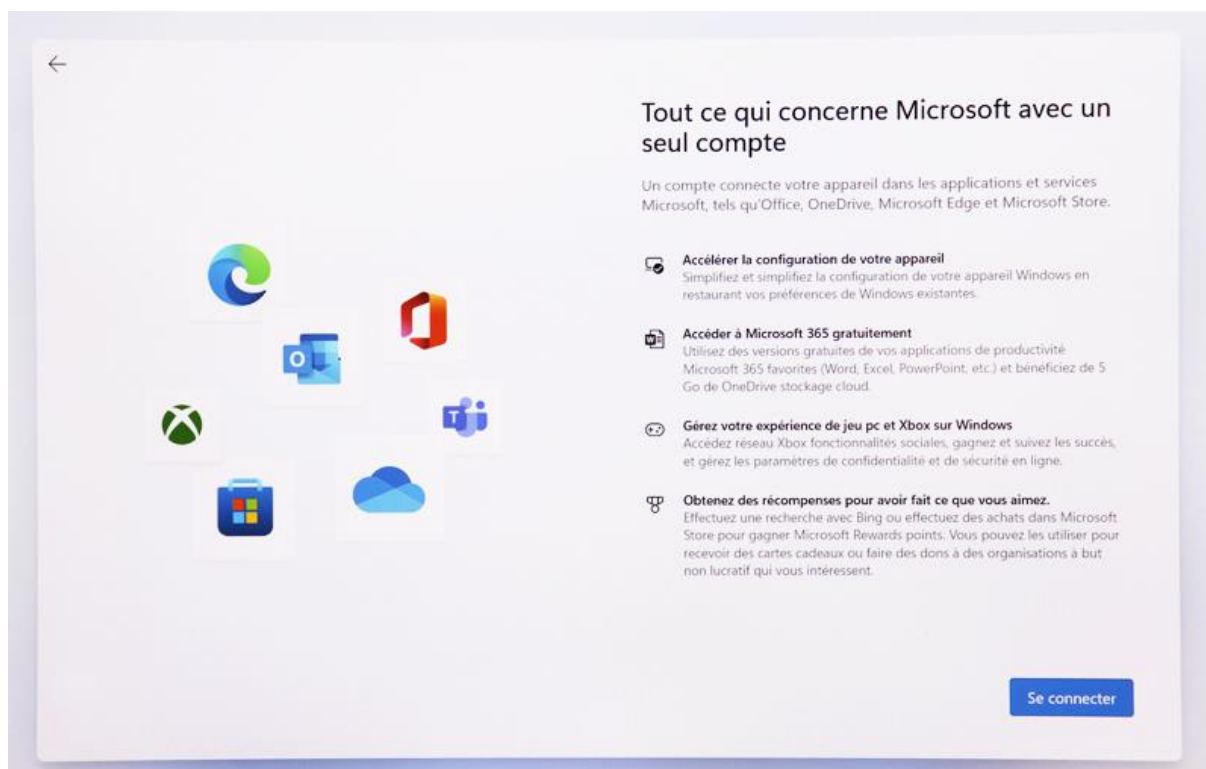 Tout ce qui concerne Microsoft avec un
seul compte
Un compte connecte votre appareil dans les applications et services
Microsoft, tels qu'Office, OneDrive, Microsoft Edge et Microsoft Store.
Accélérer la configuration de votre appareil
Simplifiez et simplifiez la configuration de votre appareil Windows en
restaurant vos préférences de Windows existantes.
Accéder à Microsoft 365 gratuitement
Utilisez des versions gratuites de vos applications de productivité
Microsoft 365 favorites (Word, Excel, PowerPoint, etc.) et bénéficiez de 5
Go de OneDrive stockage cloud.
Gérez votre expérience de jeu pc et Xbox sur Windows
Accédez réseau Xbox fonctionnalités sociales, gagnez et suivez les succès,
et gérez les paramètres de confidentialité et de sécurité en ligne.
Obtenez des récompenses pour avoir fait ce que vous aimez.
Effectuez une recherche avec Bing ou effectuez des achats dans Microsoft
Store pour gagner Microsoft Rewards points. Vous pouvez les utiliser pour
recevoir des cartes cadeaux ou faire des dons à des organisations à but
non lucratif qui vous intéressent.
Se connecter